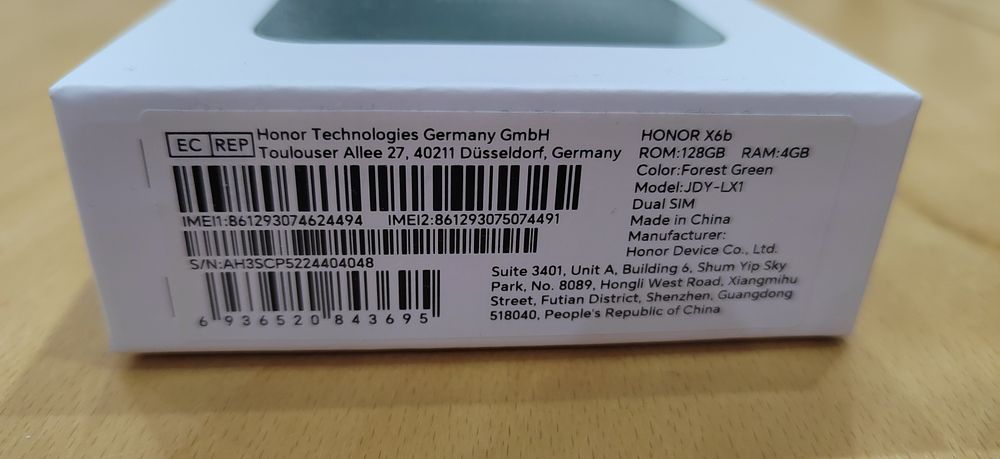 EC REP
Honor Technologies Germany GmbH
Toulouser Allee 27, 40211 Düsseldorf, Germany
IMEI1:861293074624494 IMEI2:861293075074491
S/N:AH3SCP5224404048
6 936520 843695
HONOR X6b
ROM:128GB RAM:4GB
Color:Forest Green
Model:JDY-LX1
Dual SIM
Made in China
Manufacturer:
Honor Device Co., Ltd.
Suite 3401, Unit A, Building 6, Shum Yip Sky
Park, No. 8089, Hongli West Road, Xiangmihu
Street, Futian District, Shenzhen, Guangdong
518040, People's Republic of China